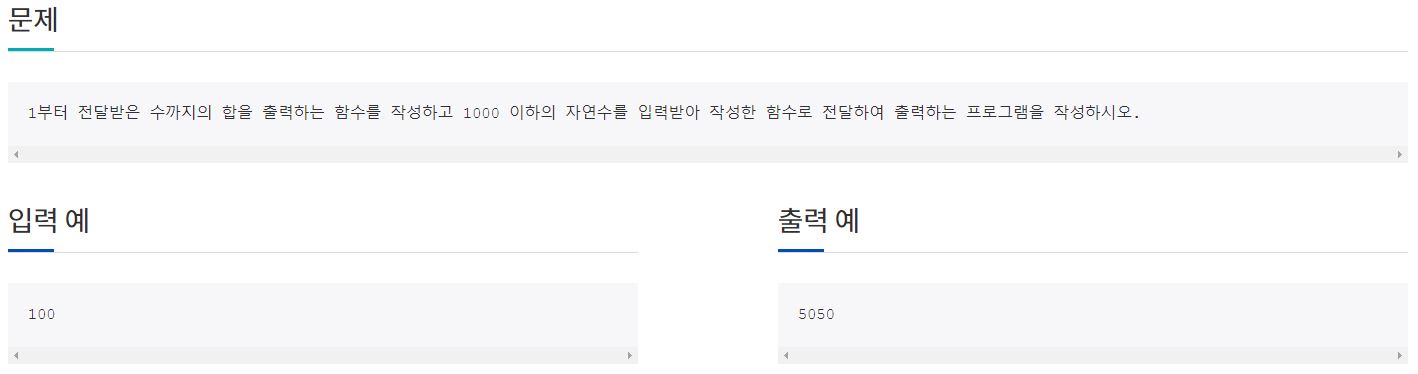 문제
1부터 전달받은 수까지의 합을 출력하는 함수를 작성하고 1000 이하의 자연수를 입력받아 작성한 함수로 전달하여 출력하는 프로그램을 작성하시오.
입력 예
100
출력 예
5050